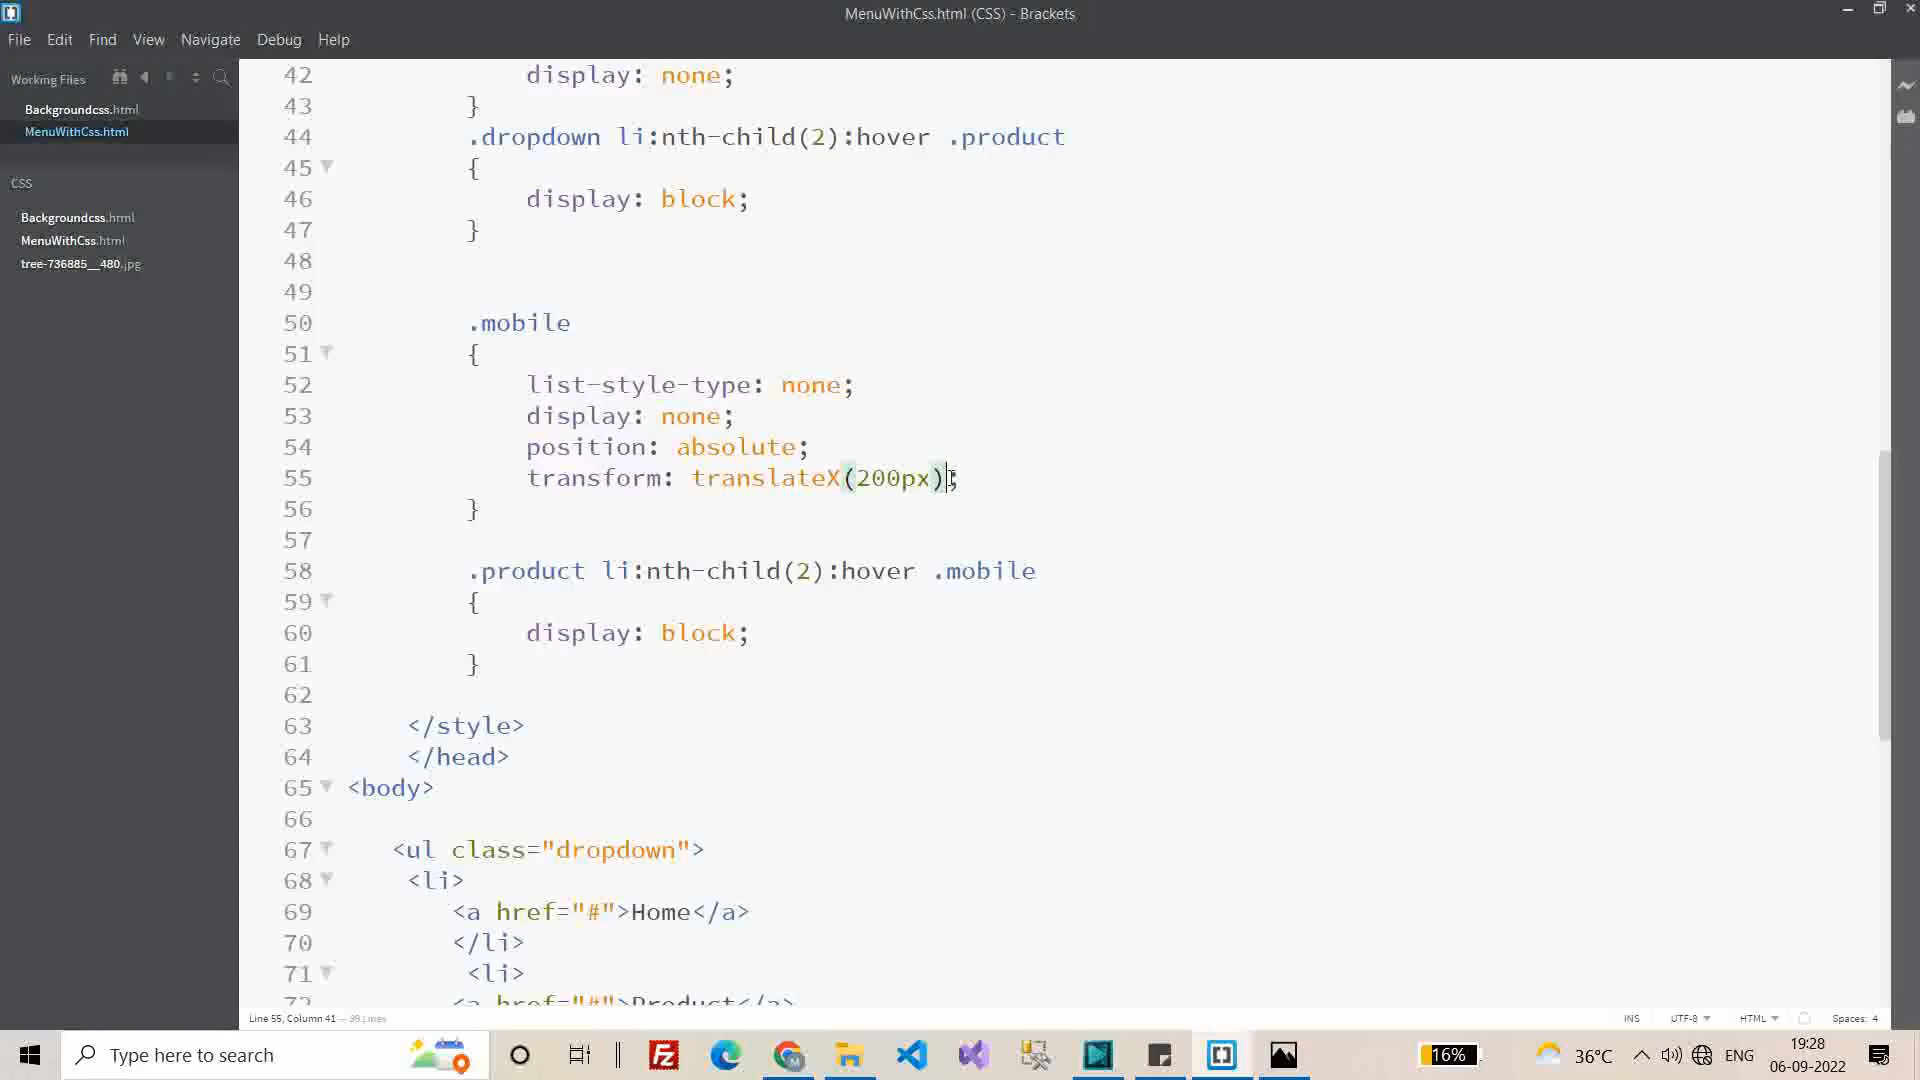 MenuWithCss.html (CSS) - Brackets
File Edit Find View Navigate Debug Help
Working Files
Backgroundcss.html
MenuWithCss.html
CSS
Backgroundcss.html
MenuWithCss.html
tree-736885__480.jpg
42 display: none;
43 }
44 .dropdown li:nth-child(2):hover .product
45 {
46 display: block;
47 }
48
49
50 .mobile
51 {
52 list-style-type: none;
53 display: none;
54 position: absolute;
55 transform: translateX(200px);
56 }
57
58 .product li:nth-child(2):hover .mobile
59 {
60 display: block;
61 }
62
63 </style>
64 </head>
65 <body>
66
67 <ul class="dropdown">
68 <li>
69 <a href="#">Home</a>
70 </li>
71 <li>
72 <a href="#">Product</a>
Line 55, Column 41 — 99 Lines
INS UTF-8 HTML Spaces: 4
Type here to search
16%
36°C
ENG
19:28
06-09-2022